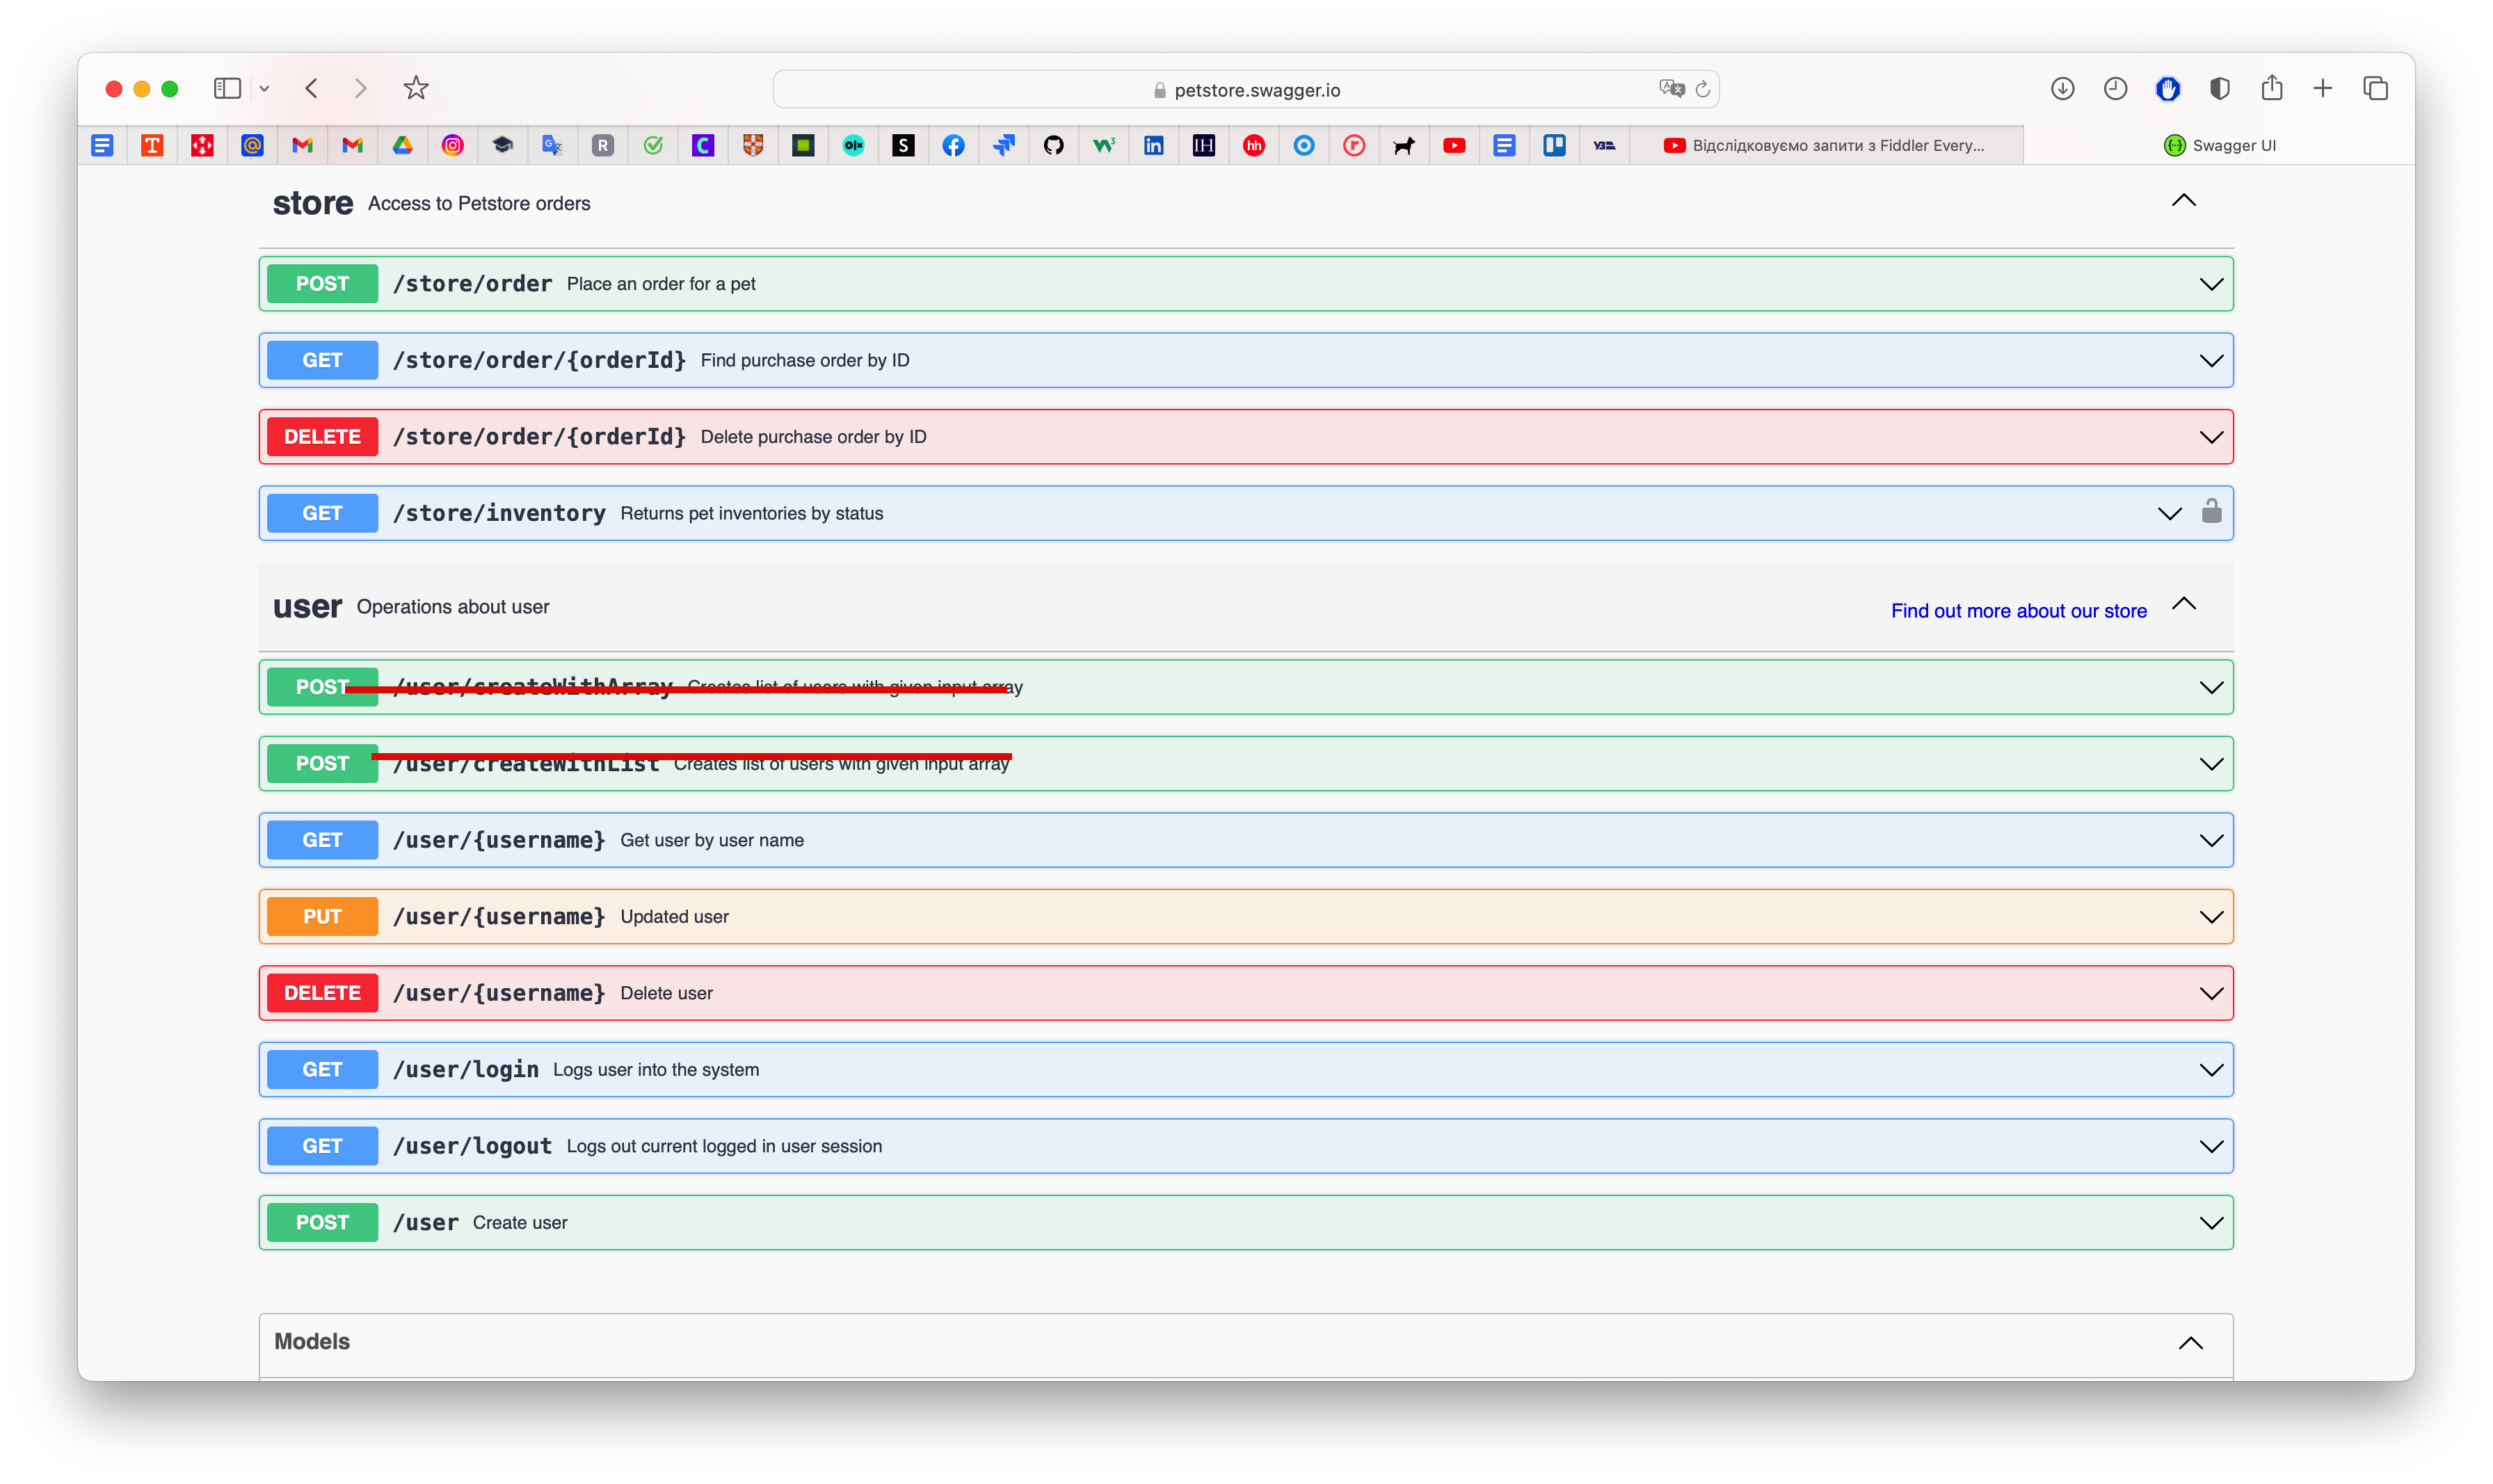 petstore.swagger.io
T @ R C OLX S W3 in IH hh r УЗ Відслідковуємо запити з Fiddler Every... Swagger UI
store Access to Petstore orders
POST /store/order Place an order for a pet
GET /store/order/{orderId} Find purchase order by ID
DELETE /store/order/{orderId} Delete purchase order by ID
GET /store/inventory Returns pet inventories by status
user Operations about user Find out more about our store
POST /user/createWithArray Creates list of users with given input array
POST /user/createWithList Creates list of users with given input array
GET /user/{username} Get user by user name
PUT /user/{username} Updated user
DELETE /user/{username} Delete user
GET /user/login Logs user into the system
GET /user/logout Logs out current logged in user session
POST /user Create user
Models